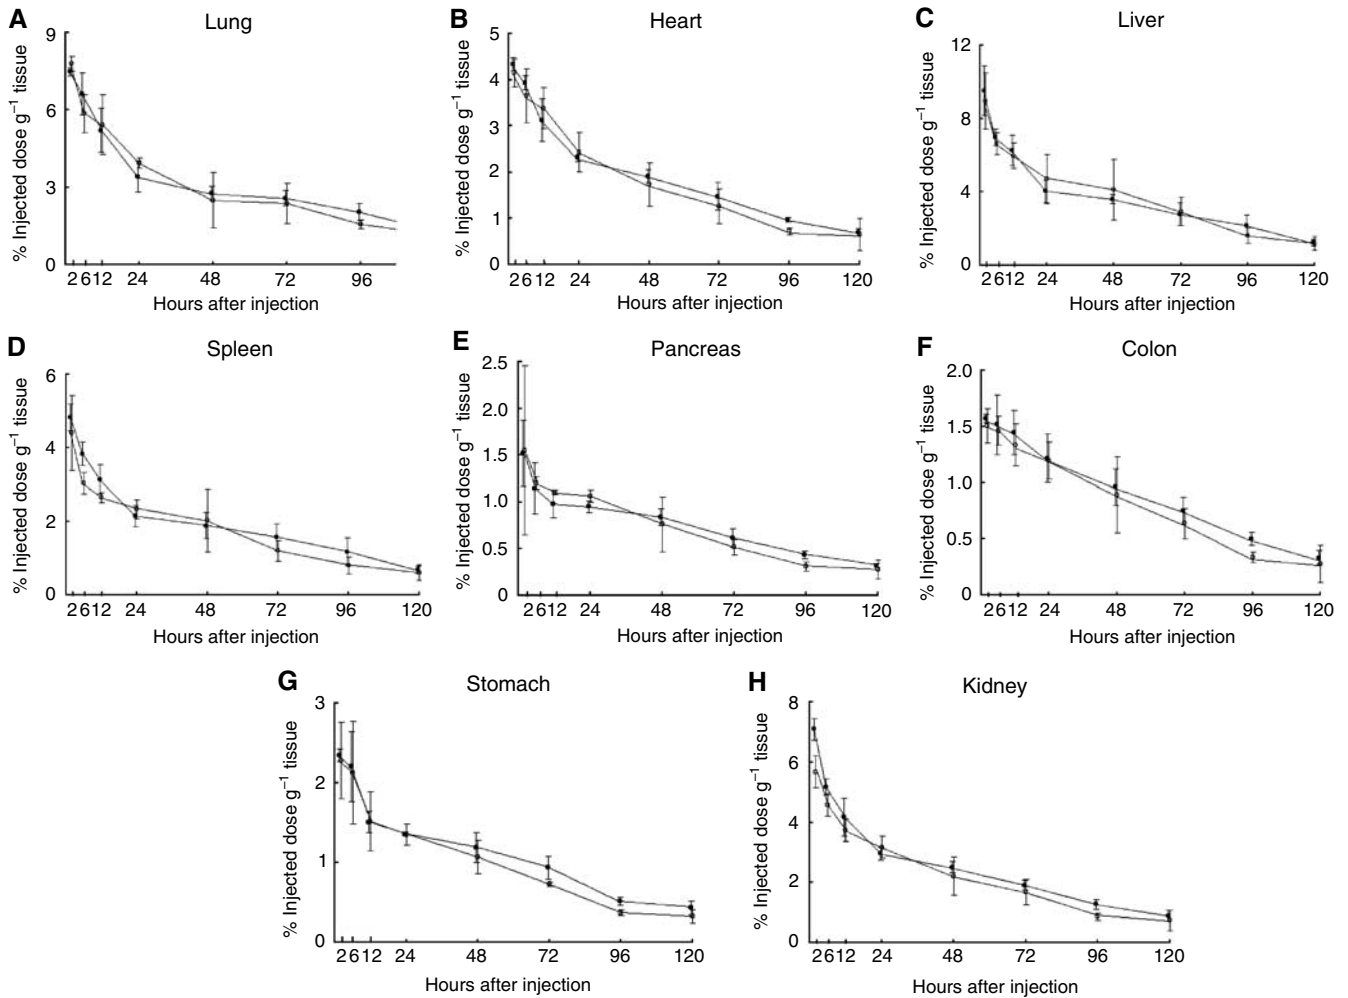 A Lung
% Injected dose g⁻¹ tissue
9
6
3
0
2 6 12 24 48 72 96
Hours after injection
B Heart
% Injected dose g⁻¹ tissue
5
4
3
2
1
0
2 6 12 24 48 72 96 120
Hours after injection
C Liver
% Injected dose g⁻¹ tissue
12
8
4
0
2 6 12 24 48 72 96 120
Hours after injection
D Spleen
% Injected dose g⁻¹ tissue
6
4
2
0
2 6 12 24 48 72 96 120
Hours after injection
E Pancreas
% Injected dose g⁻¹ tissue
2.5
2.0
1.5
1.0
0.5
0
2 6 12 24 48 72 96 120
Hours after injection
F Colon
% Injected dose g⁻¹ tissue
2.0
1.5
1.0
0.5
0
2 6 12 24 48 72 96 120
Hours after injection
G Stomach
% Injected dose g⁻¹ tissue
3
2
1
0
2 6 12 24 48 72 96 120
Hours after injection
H Kidney
% Injected dose g⁻¹ tissue
8
6
4
2
0
2 6 12 24 48 72 96 120
Hours after injection